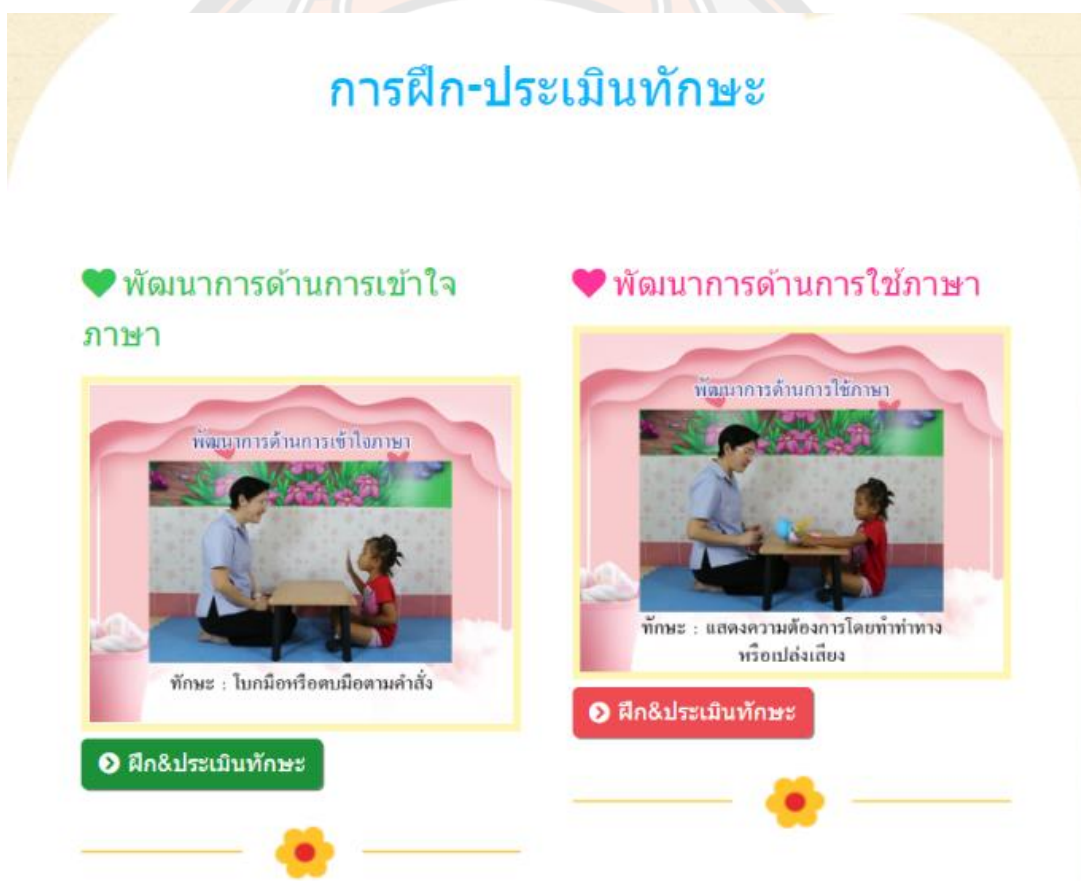 การฝึก-ประเมินทักษะ
พัฒนาการด้านการเข้าใจ
ภาษา
พัฒนาการด้านการเข้าใจภาษา
ทักษะ : โบกมือหรือตบมือตามคำสั่ง
ฝึก&ประเมินทักษะ
พัฒนาการด้านการใช้ภาษา
พัฒนาการด้านการใช้ภาษา
ทักษะ : แสดงความต้องการโดยทำท่าทาง
หรือเปล่งเสียง
ฝึก&ประเมินทักษะ